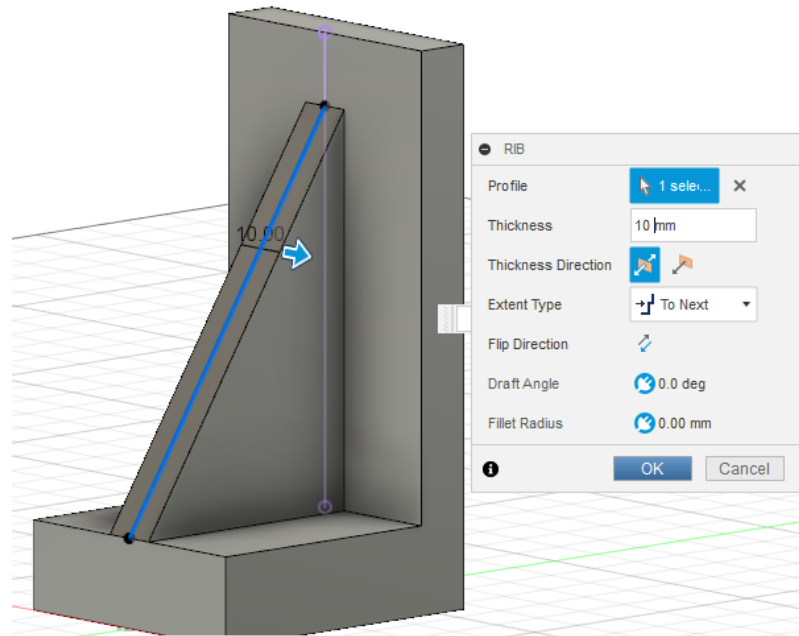 10.00
RIB
Profile
1 selec...
Thickness
10 mm
Thickness Direction
Extent Type
To Next
Flip Direction
Draft Angle
0.0 deg
Fillet Radius
0.00 mm
OK
Cancel